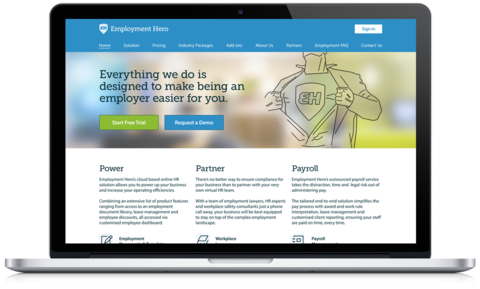 EH Employment Hero
Sign In
Home Solution Pricing Industry Packages Add-ons About Us Partners Employment FAQ Contact Us
Everything we do is
designed to make being an
employer easier for you.
EH
Start Free Trial Request a Demo
Power
Employment Hero's cloud based online HR
solution allows you to power up your business
and increase your operating efficiencies.
Combining an extensive list of product features
ranging from access to an employment
document library, leave management and
employee discounts, all accessed via
customised employee dashboard.
Employment
Partner
There's no better way to ensure compliance for
your business than to partner with your very
own virtual HR team.
With a team of employment lawyers, HR experts
and workplace safety consultants just a phone
call away, your business will be best equipped
to stay on top of the complex employment
landscape.
Workplace
Payroll
Employment Hero's outsourced payroll service
takes the distraction, time and legal risk out of
administering pay.
The tailored end-to-end solution simplifies the
pay process with award and work rule
interpretation, leave management and
customised client reporting, ensuring your staff
are paid on time, every time.
Payroll